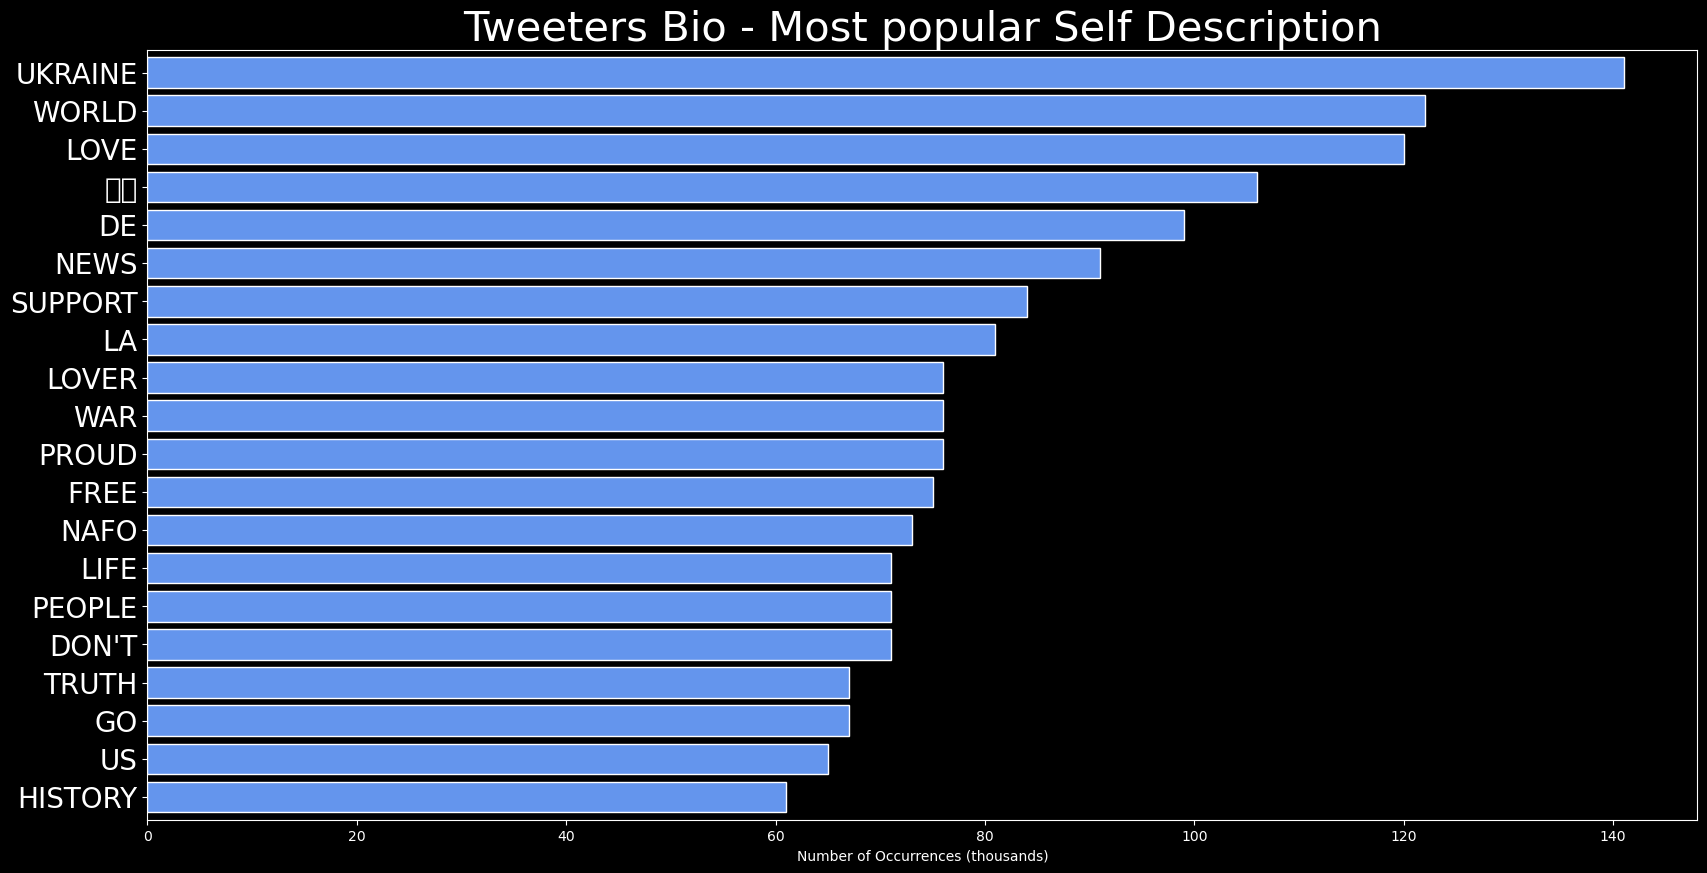 Tweeters Bio - Most popular Self Description
UKRAINE
WORLD
LOVE
DE
NEWS
SUPPORT
LA
LOVER
WAR
PROUD
FREE
NAFO
LIFE
PEOPLE
DON'T
TRUTH
GO
US
HISTORY
0 20 40 60 80 100 120 140
Number of Occurrences (thousands)